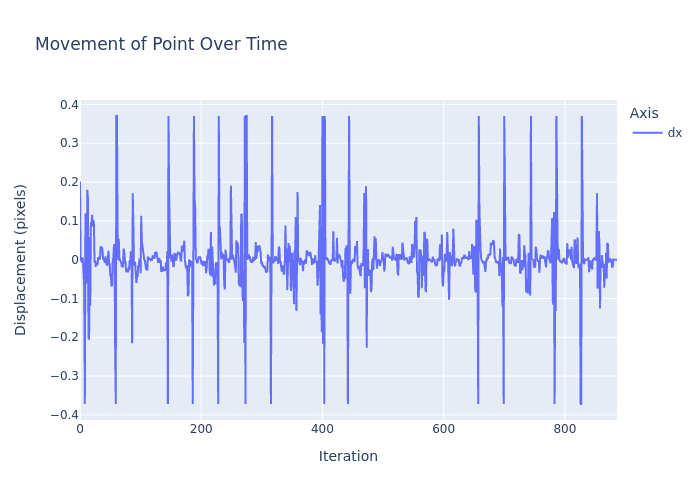 Movement of Point Over Time
Axis
dx
0.4
0.3
0.2
0.1
0
−0.1
−0.2
−0.3
−0.4
Displacement (pixels)
0 200 400 600 800
Iteration